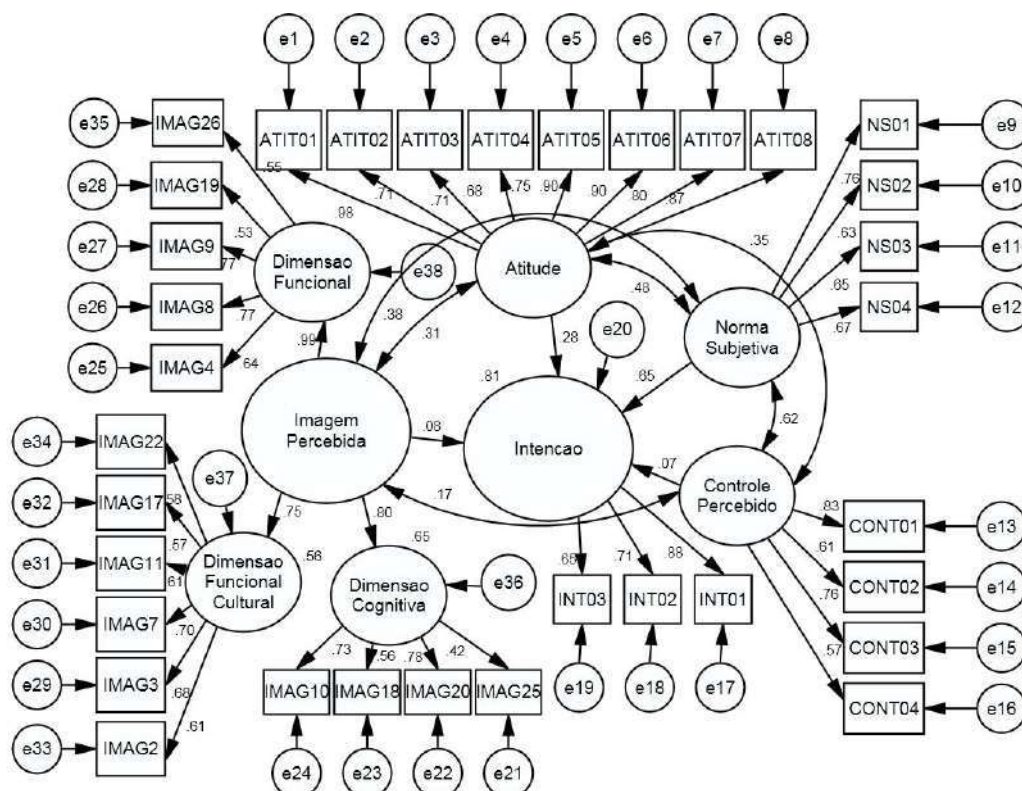 e1 e2 e3 e4 e5 e6 e7 e8
e35 IMAG26
ATIT01 ATIT02 ATIT03 ATIT04 ATIT05 ATIT06 ATIT07 ATIT08
NS01 e9
e28 IMAG19
.55 .71 .71 .68 .75 .90 .90 .80 .87
.76 NS02 e10
e27 IMAG9
.53 .98
.63 NS03 e11
.77
Dimensao
Funcional
e38
Atitude
.35
.65 NS04 e12
e26 IMAG8
.77
.48
.67
Norma
Subjetiva
e25 IMAG4
.64 .99 .38 .31
.28 e20
.81 .65
Imagem
Percebida
.08
Intencao
.62
e34 IMAG22
e37
.07
Controle
Percebido
e32 IMAG17
.58 .75 .80 .17
.83 CONT01 e13
e31 IMAG11
.57
.61
Dimensao
Funcional
Cultural
.56
.65
Dimensao
Cognitiva
e36
.65 .71 .88
.61 CONT02 e14
e30 IMAG7
.70
INT03 INT02 INT01
.76 CONT03 e15
e29 IMAG3
.68
.73 .56 .78 .42
.57 CONT04 e16
IMAG10 IMAG18 IMAG20 IMAG25
e19 e18 e17
e33 IMAG2
.61
e24 e23 e22 e21